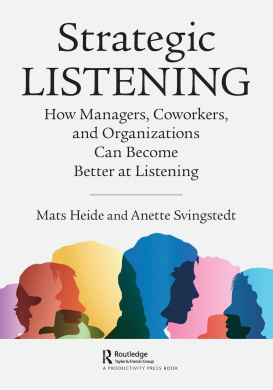 Strategic
LISTENING
How Managers, Coworkers,
and Organizations
Can Become
Better at Listening
Mats Heide and Anette Svingstedt
Routledge
Taylor & Francis Group
A PRODUCTIVITY PRESS BOOK